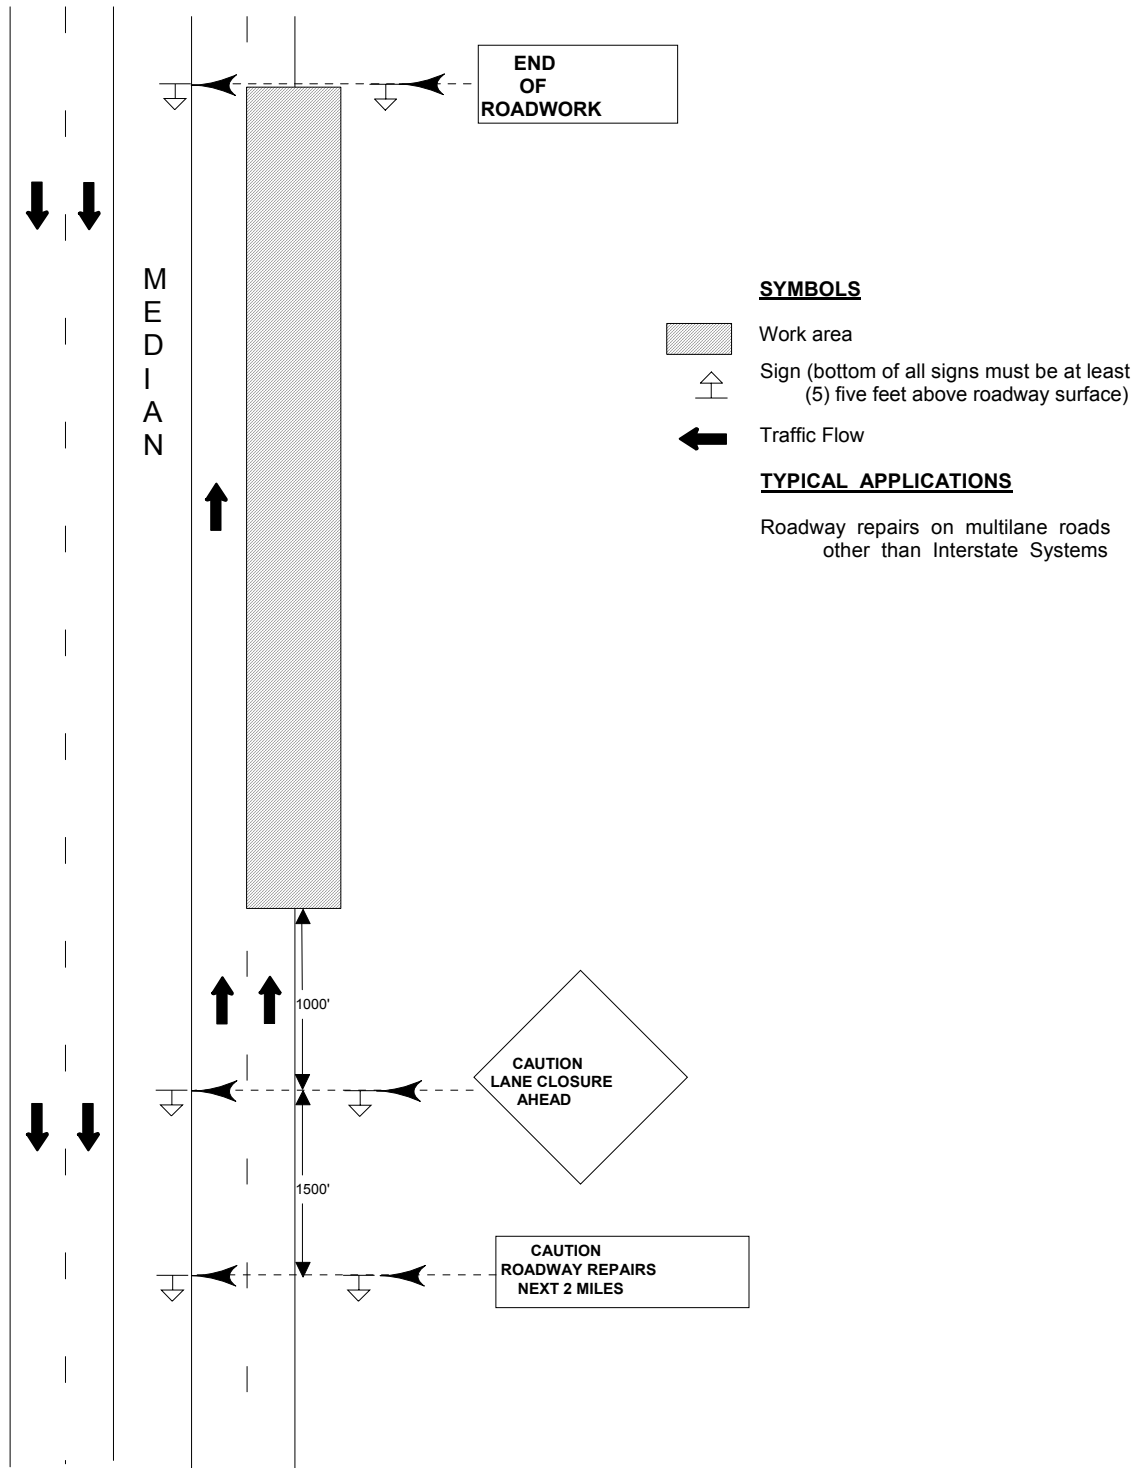 END
OF
ROADWORK
M
E
D
I
A
N
SYMBOLS
Work area
Sign (bottom of all signs must be at least
(5) five feet above roadway surface)
Traffic Flow
TYPICAL APPLICATIONS
Roadway repairs on multilane roads
other than Interstate Systems
1000'
CAUTION
LANE CLOSURE
AHEAD
1500'
CAUTION
ROADWAY REPAIRS
NEXT 2 MILES